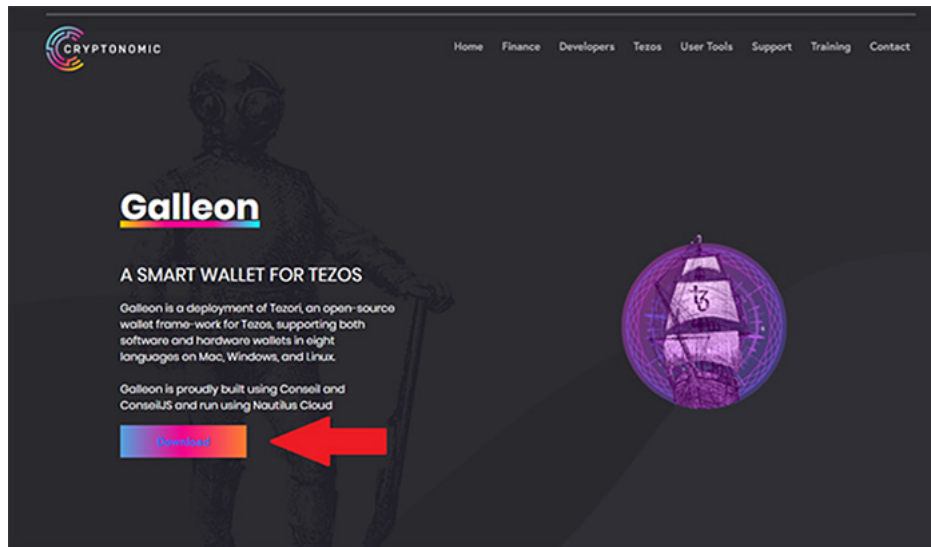 CRYPTONOMIC
Home Finance Developers Tezos User Tools Support Training Contact
Galleon
A SMART WALLET FOR TEZOS
Galleon is a deployment of Tezori, an open-source
wallet frame-work for Tezos, supporting both
software and hardware wallets in eight
languages on Mac, Windows, and Linux.
Galleon is proudly built using Conseil and
ConseilJS and run using Nautilus Cloud
Download